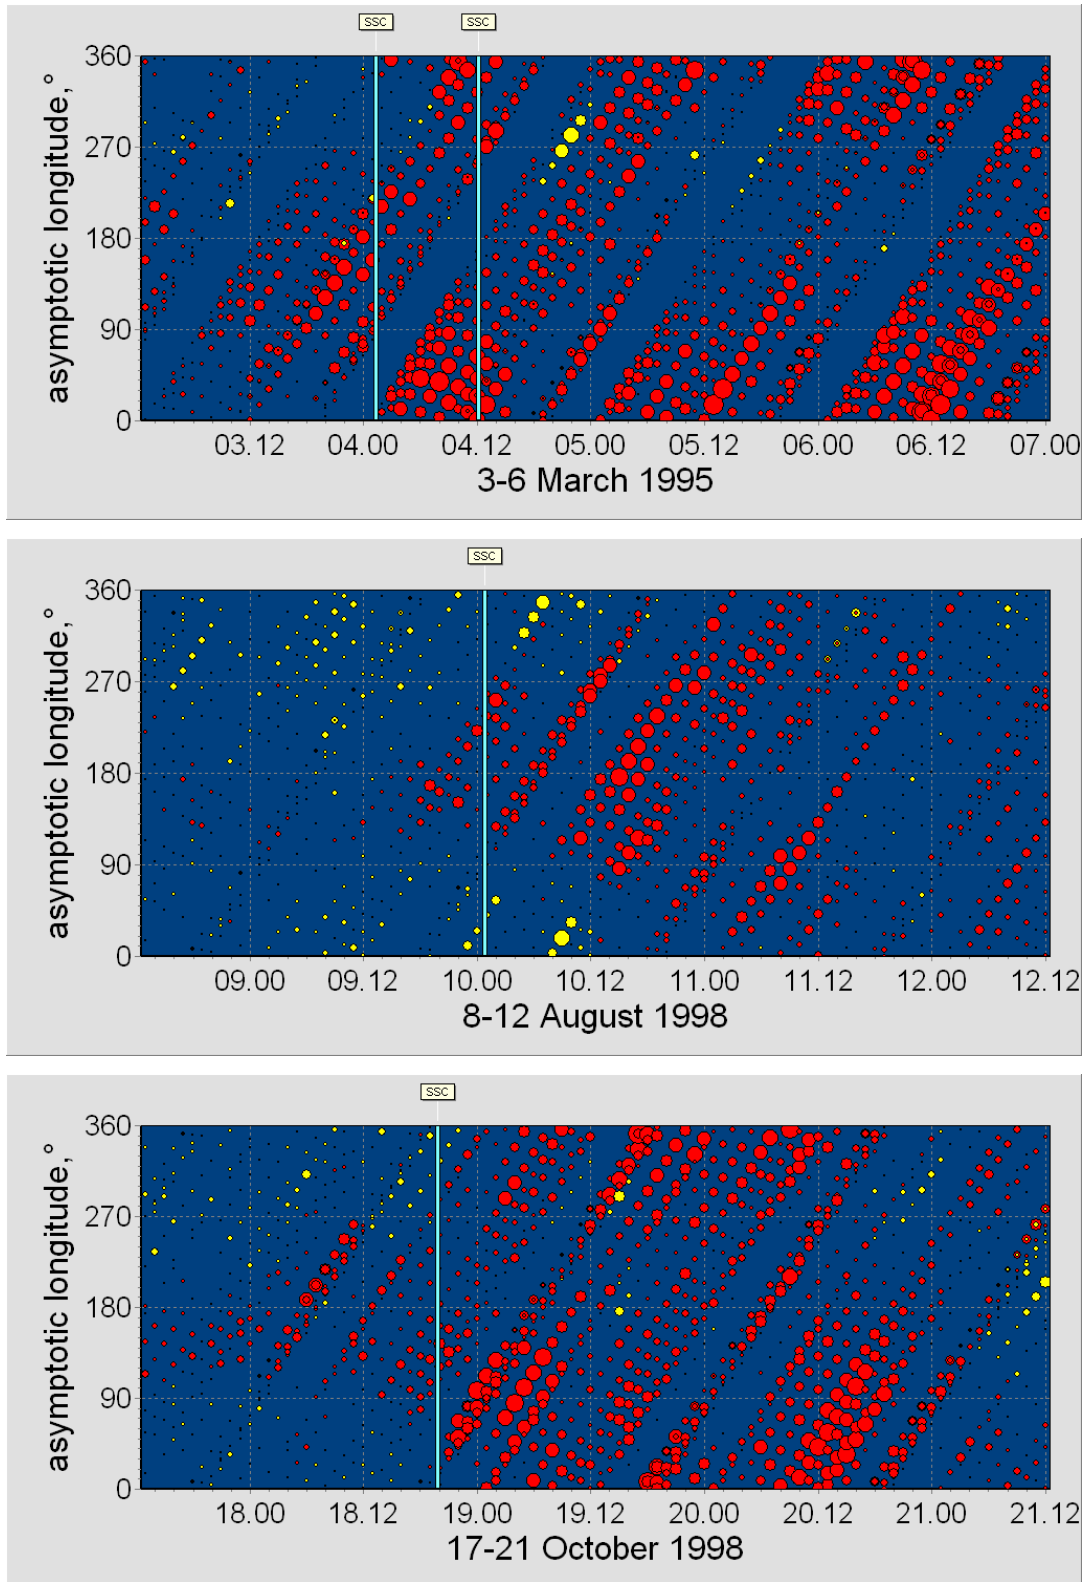 SSC SSC
360
270
180
90
0
asymptotic longitude,°
03.12 04.00 04.12 05.00 05.12 06.00 06.12 07.00
3-6 March 1995
SSC
360
270
180
90
0
asymptotic longitude,°
09.00 09.12 10.00 10.12 11.00 11.12 12.00 12.12
8-12 August 1998
SSC
360
270
180
90
0
asymptotic longitude,°
18.00 18.12 19.00 19.12 20.00 20.12 21.00 21.12
17-21 October 1998